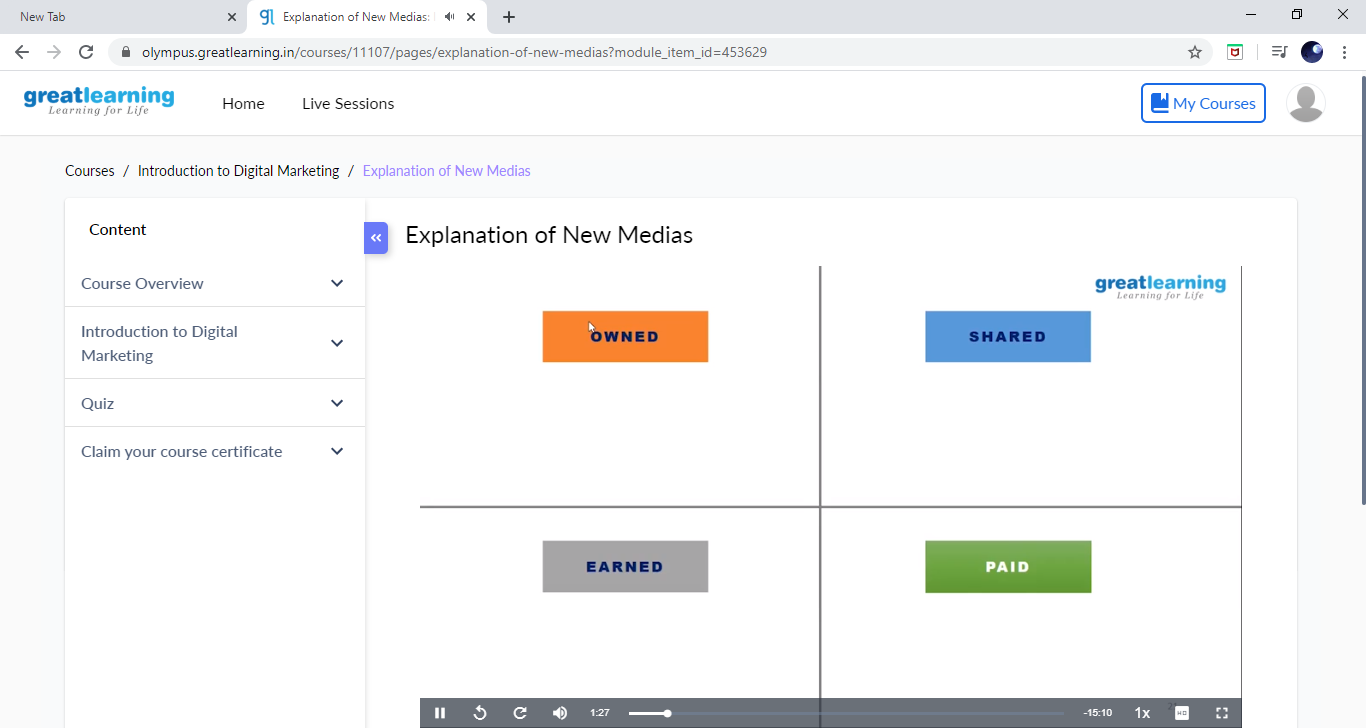 New Tab
Explanation of New Medias:
olympus.greatlearning.in/courses/11107/pages/explanation-of-new-medias?module_item_id=453629
greatlearning
Learning for Life
Home
Live Sessions
My Courses
Courses / Introduction to Digital Marketing / Explanation of New Medias
Content
Course Overview
Introduction to Digital
Marketing
Quiz
Claim your course certificate
Explanation of New Medias
greatlearning
Learning for Life
OWNED
SHARED
EARNED
PAID
1:27
-15:10
1x
HD